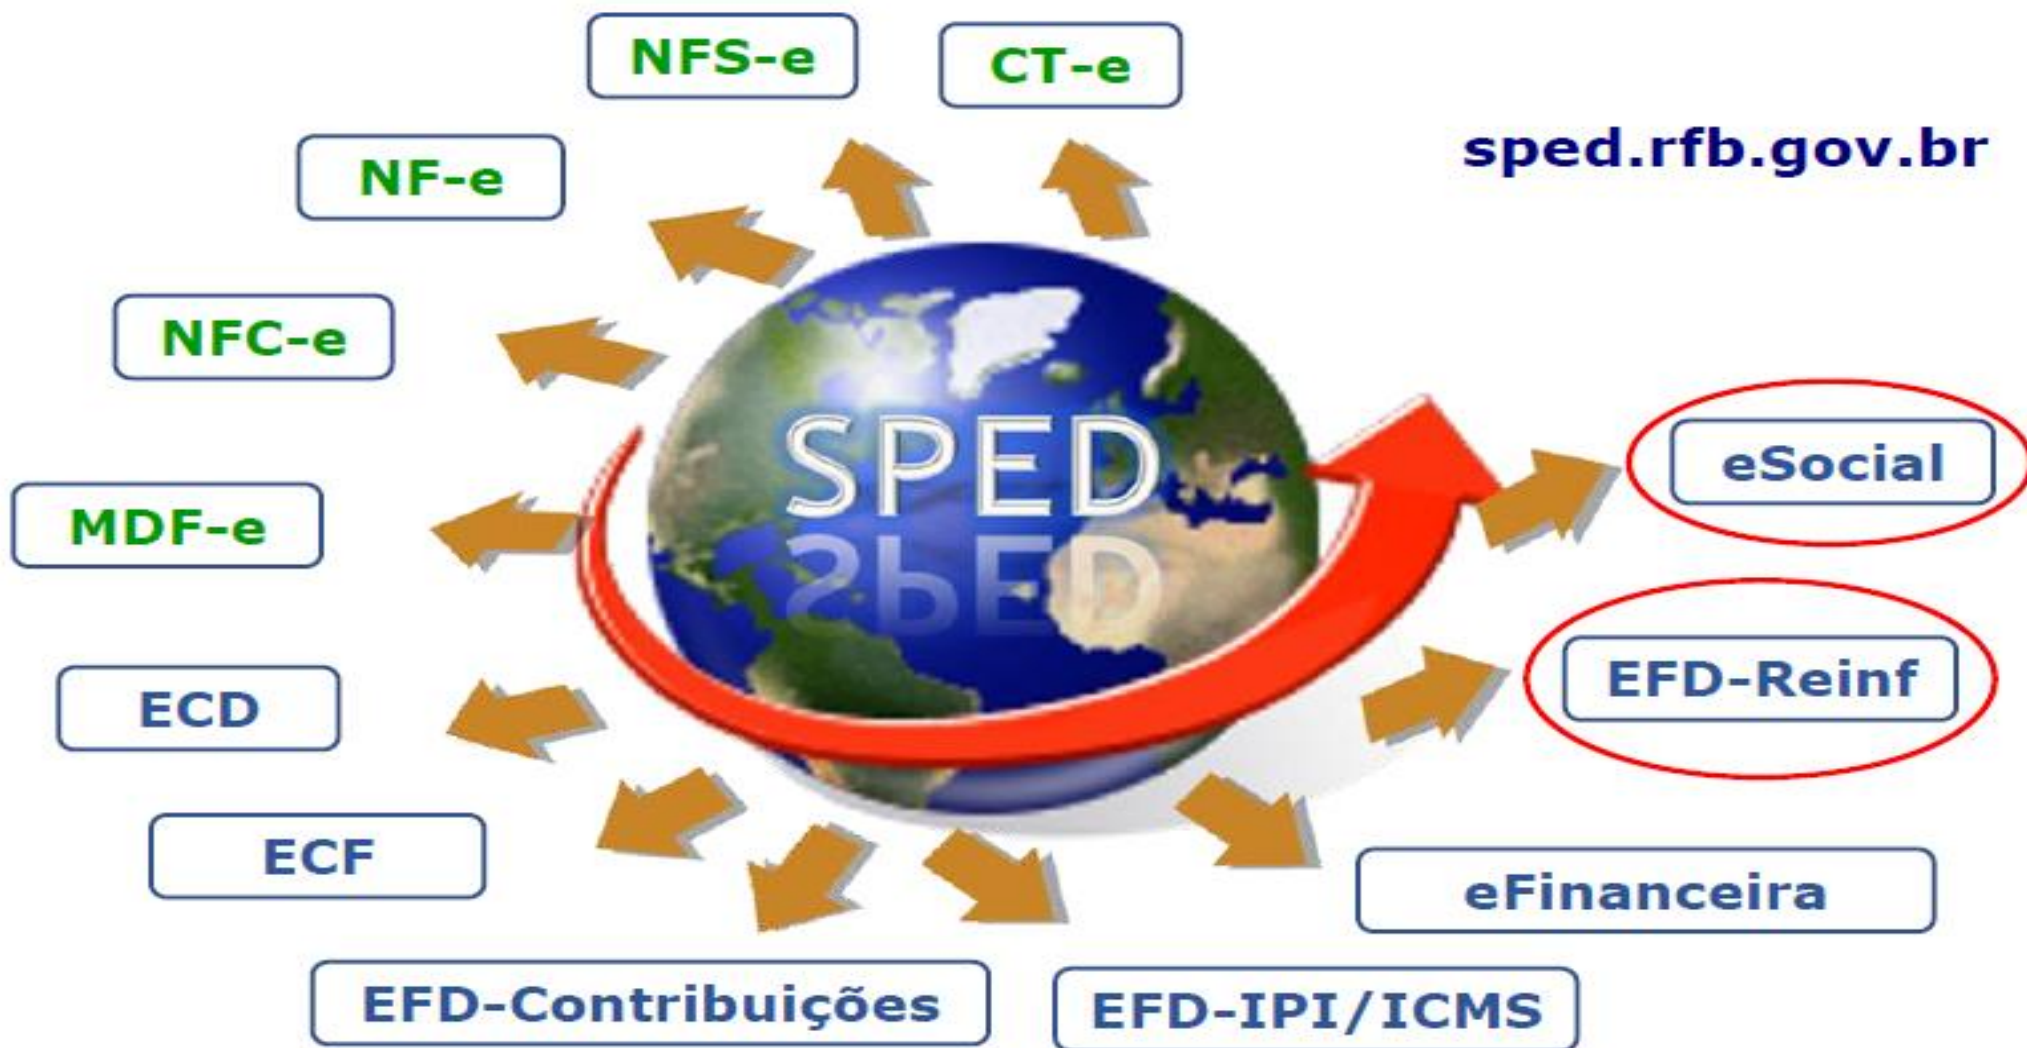 NFS-e
CT-e
sped.rfb.gov.br
NF-e
NFC-e
SPED
eSocial
MDF-e
EFD-Reinf
ECD
ECF
eFinanceira
EFD-Contribuições
EFD-IPI/ICMS